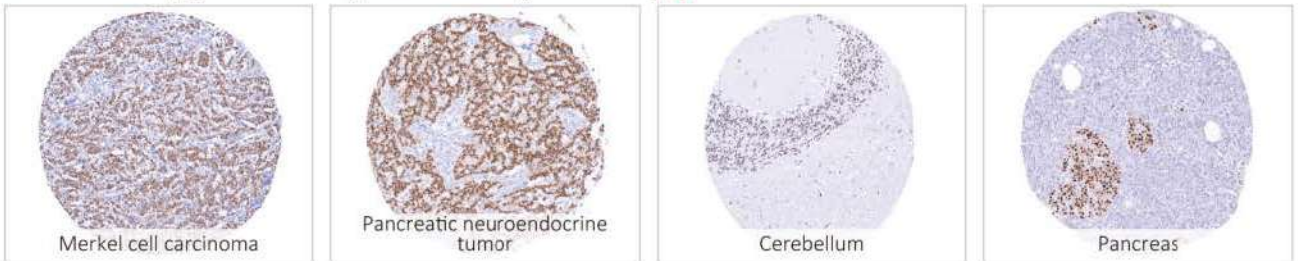 Merkel cell carcinoma
Pancreatic neuroendocrine
tumor
Cerebellum
Pancreas